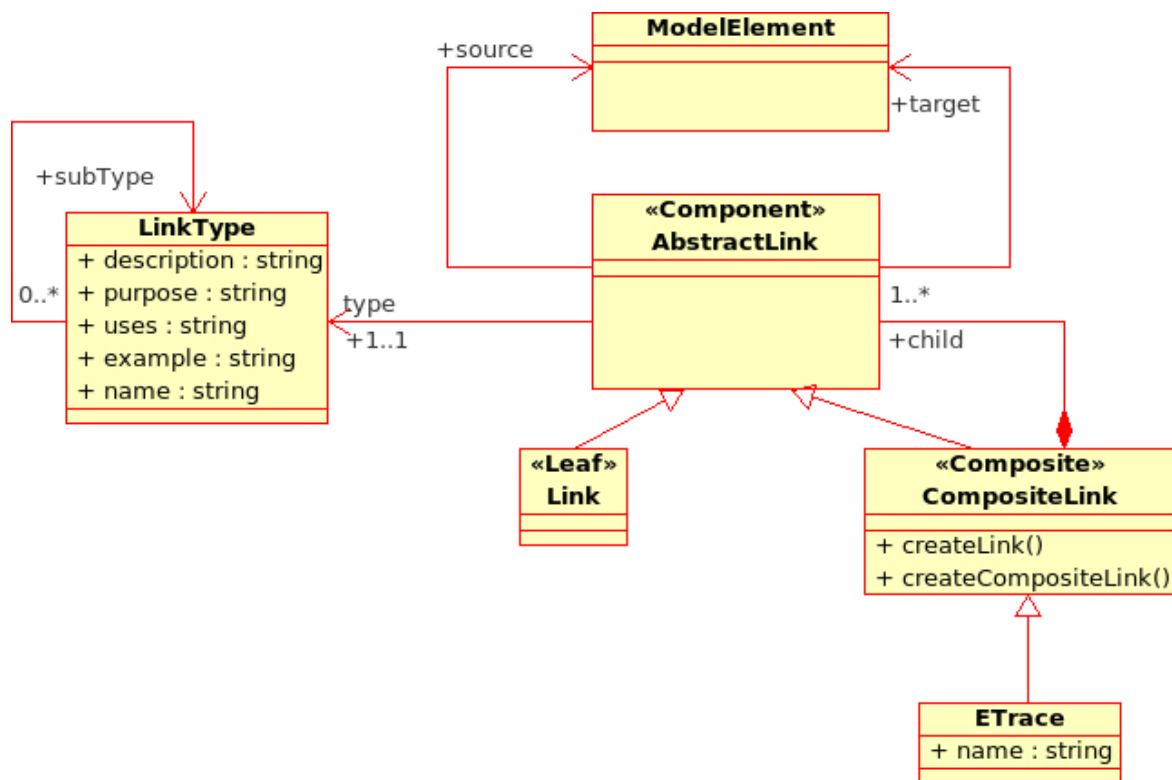 ModelElement
+source
+target
+subType
LinkType
+ description : string
+ purpose : string
+ uses : string
+ example : string
+ name : string
0..*
type
+1..1
«Component»
AbstractLink
1..*
+child
«Leaf»
Link
«Composite»
CompositeLink
+ createLink()
+ createCompositeLink()
ETrace
+ name : string